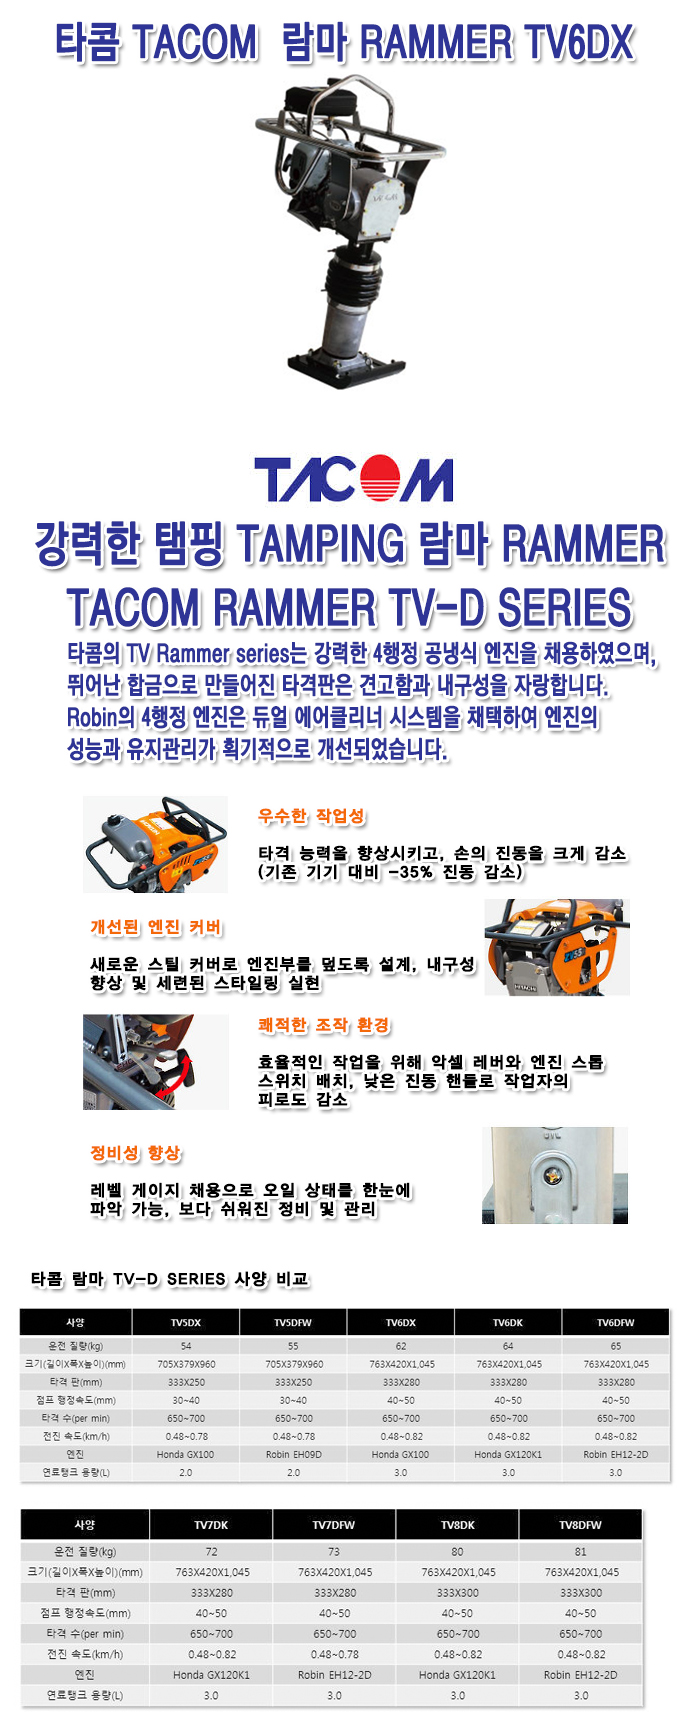 타콤 TACOM 람마 RAMMER TV6DX
TACOM
강력한 탬핑 TAMPING 람마 RAMMER
TACOM RAMMER TV-D SERIES
타콤의 TV Rammer series는 강력한 4행정 공냉식 엔진을 채용하였으며,
뛰어난 합금으로 만들어진 타격판은 견고함과 내구성을 자랑합니다.
Robin의 4행정 엔진은 듀얼 에어클리너 시스템을 채택하여 엔진의
성능과 유지관리가 획기적으로 개선되었습니다.
우수한 작업성
타격 능력을 향상시키고, 손의 진동을 크게 감소
(기존 기기 대비 -35% 진동 감소)
개선된 엔진 커버
새로운 스틸 커버로 엔진부를 덮도록 설계, 내구성
향상 및 세련된 스타일링 실현
HITACHI
쾌적한 조작 환경
효율적인 작업을 위해 악셀 레버와 엔진 스톱
스위치 배치, 낮은 진동 핸들로 작업자의
피로도 감소
정비성 향상
레벨 게이지 채용으로 오일 상태를 한눈에
파악 가능, 보다 쉬워진 정비 및 관리
OIL
타콤 람마 TV-D SERIES 사양 비교
사양 TV5DX TV5DFW TV6DX TV6DK TV6DFW
운전 질량(kg) 54 55 62 64 65
크기(길이X폭X높이)(mm) 705X379X960 705X379X960 763X420X1,045 763X420X1,045 763X420X1,045
타격 판(mm) 333X250 333X250 333X280 333X280 333X280
점프 행정속도(mm) 30~40 30~40 40~50 40~50 40~50
타격 수(per min) 650~700 650~700 650~700 650~700 650~700
전진 속도(km/h) 0.48~0.78 0.48~0.78 0.48~0.82 0.48~0.82 0.48~0.82
엔진 Honda GX100 Robin EH09D Honda GX100 Honda GX120K1 Robin EH12-2D
연료탱크 용량(L) 2.0 2.0 3.0 3.0 3.0
사양 TV7DK TV7DFW TV8DK TV8DFW
운전 질량(kg) 72 73 80 81
크기(길이X폭X높이)(mm) 763X420X1,045 763X420X1,045 763X420X1,045 763X420X1,045
타격 판(mm) 333X280 333X280 333X300 333X300
점프 행정속도(mm) 40~50 40~50 40~50 40~50
타격 수(per min) 650~700 650~700 650~700 650~700
전진 속도(km/h) 0.48~0.82 0.48~0.78 0.48~0.82 0.48~0.82
엔진 Honda GX120K1 Robin EH12-2D Honda GX120K1 Robin EH12-2D
연료탱크 용량(L) 3.0 3.0 3.0 3.0